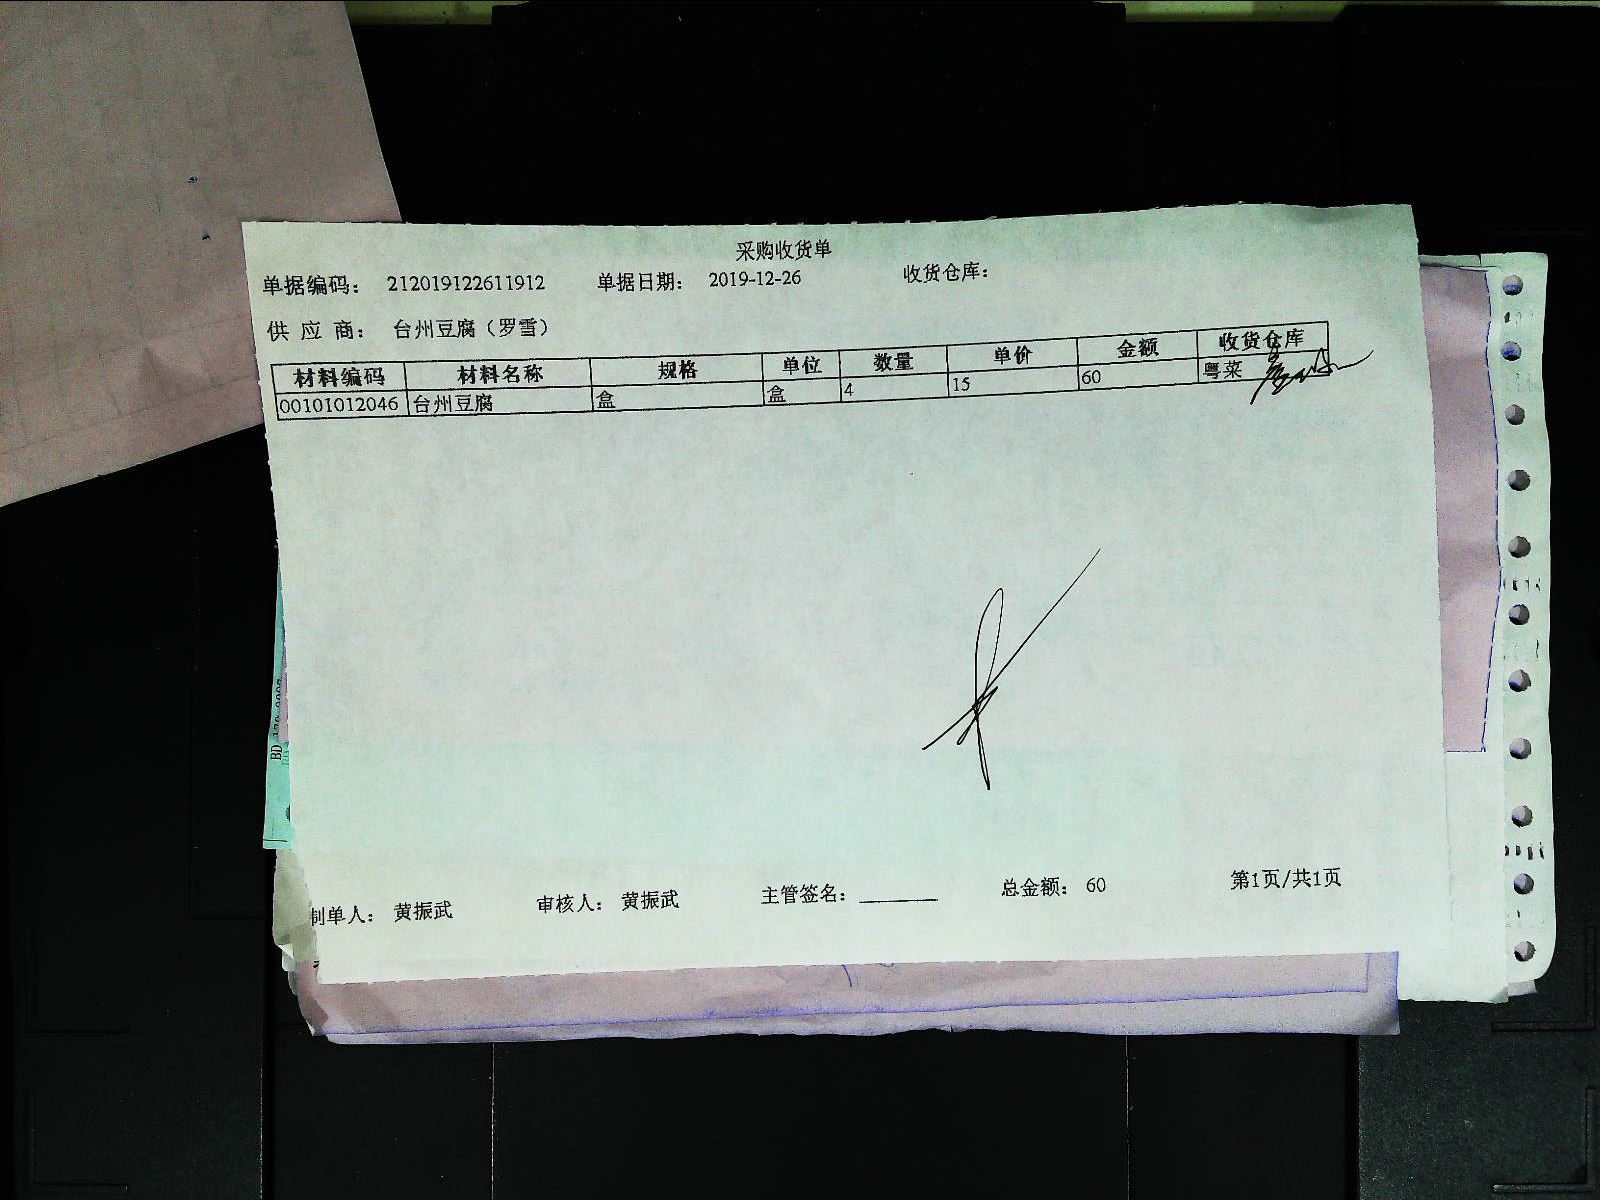 采购收货单
单据编码： 212019122611912 单据日期： 2019-12-26 收货仓库：
供 应 商： 台州豆腐（罗雪）
材料编码 材料名称 规格 单位 数量 单价 金额 收货仓库
00101012046 台州豆腐 盒 盒 4 15 60 粤菜
制单人： 黄振武 审核人： 黄振武 主管签名： 总金额： 60 第1页/共1页